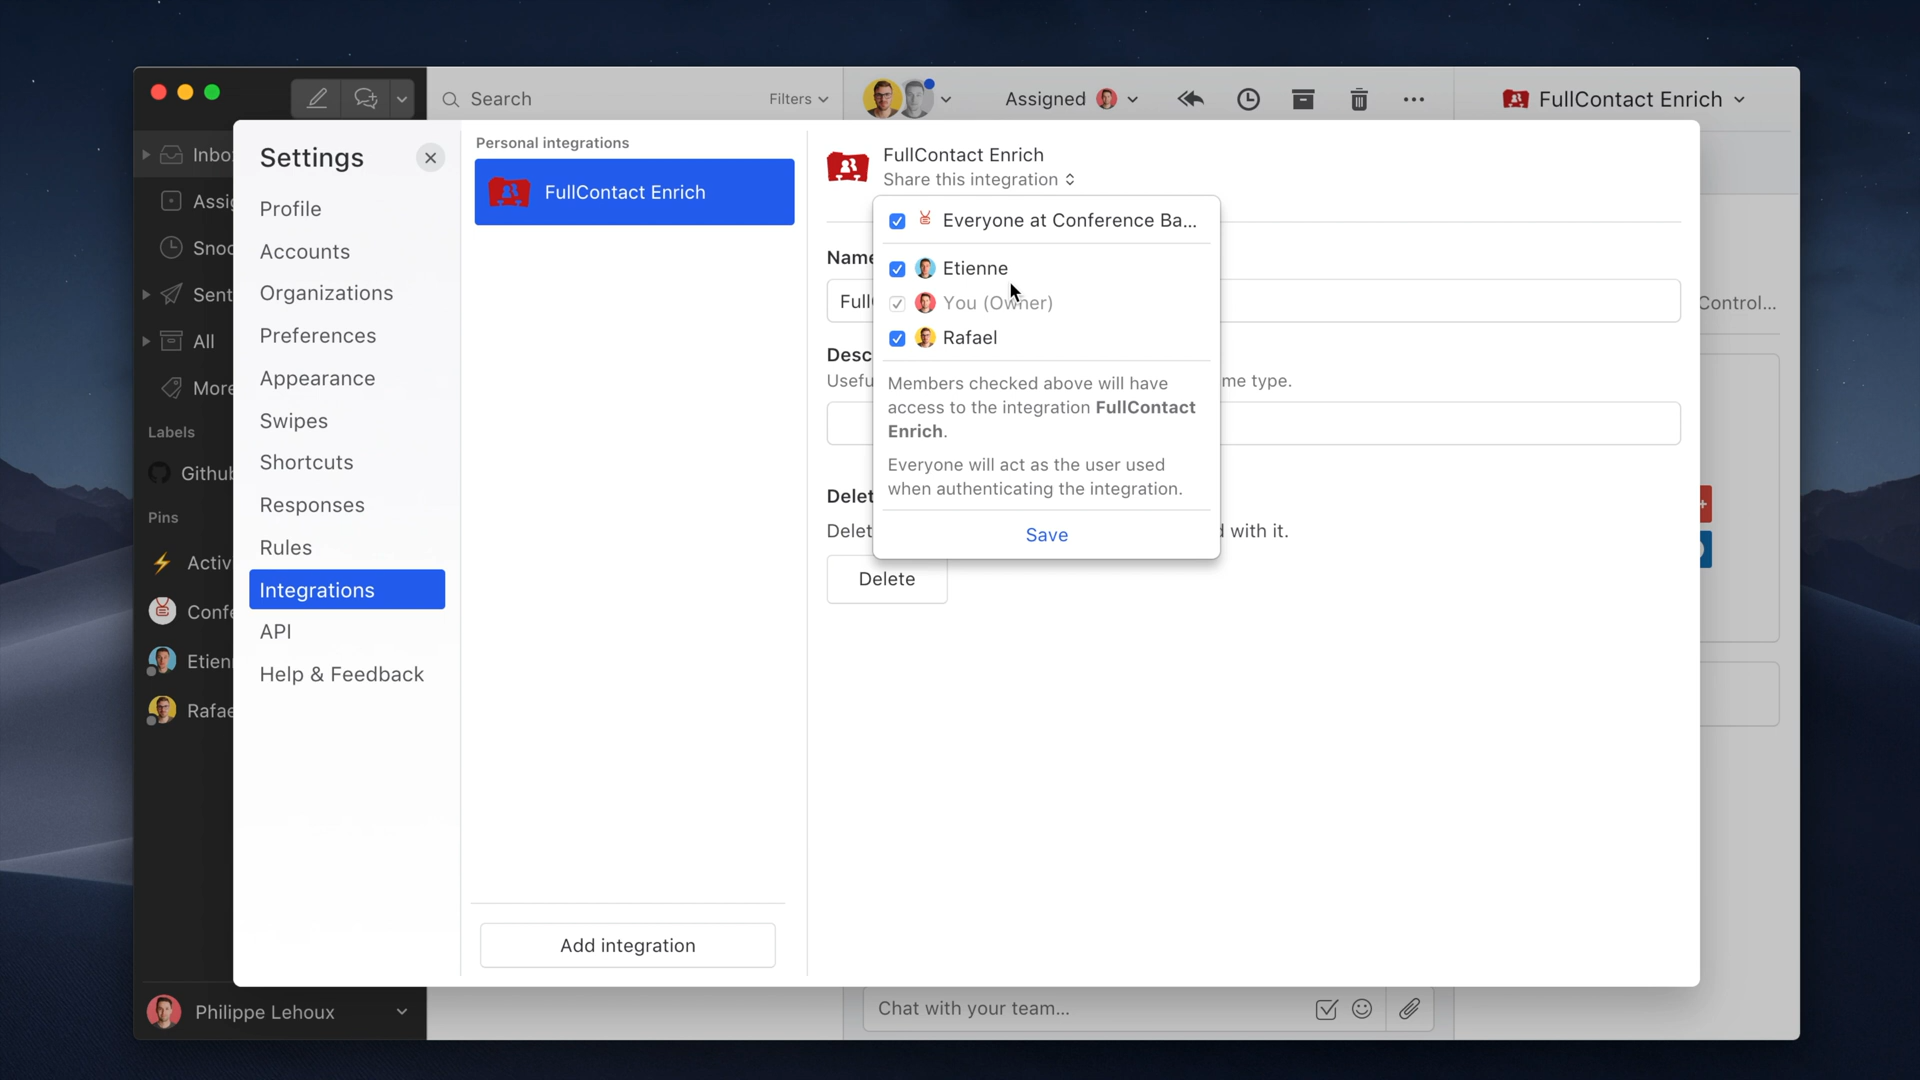 Search
Filters
Assigned
FullContact Enrich
Inbo
Assig
Snoo
Sent
All
More
Labels
Github
Pins
Activ
Confe
Etien
Rafae
Philippe Lehoux
Settings
Profile
Accounts
Organizations
Preferences
Appearance
Swipes
Shortcuts
Responses
Rules
Integrations
API
Help & Feedback
Personal integrations
FullContact Enrich
Add integration
FullContact Enrich
Share this integration
Everyone at Conference Ba...
Etienne
You (Owner)
Rafael
Members checked above will have
access to the integration FullContact
Enrich.
Everyone will act as the user used
when authenticating the integration.
Save
Name
Full
Desc
Usefu
me type.
Delet
Delet
with it.
Delete
Control...
Chat with your team...